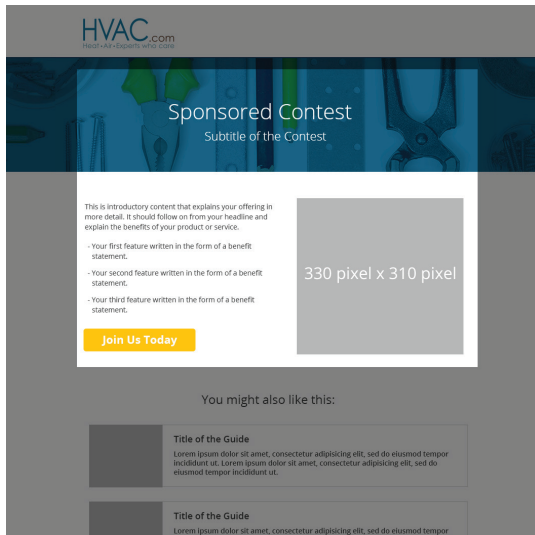 HVAC.com
Heat•Air•Experts who care
Sponsored Contest
Subtitle of the Contest
This is introductory content that explains your offering in
more detail. It should follow on from your headline and
explain the benefits of your product or service.
- Your first feature written in the form of a benefit
statement.
- Your second feature written in the form of a benefit
statement.
- Your third feature written in the form of a benefit
statement.
Join Us Today
330 pixel x 310 pixel
You might also like this:
Title of the Guide
Lorem ipsum dolor sit amet, consectetur adipisicing elit, sed do eiusmod tempor
incididunt ut. Lorem ipsum dolor sit amet, consectetur adipisicing elit, sed do
eiusmod tempor incididunt ut.
Title of the Guide
Lorem ipsum dolor sit amet, consectetur adipisicing elit, sed do eiusmod tempor